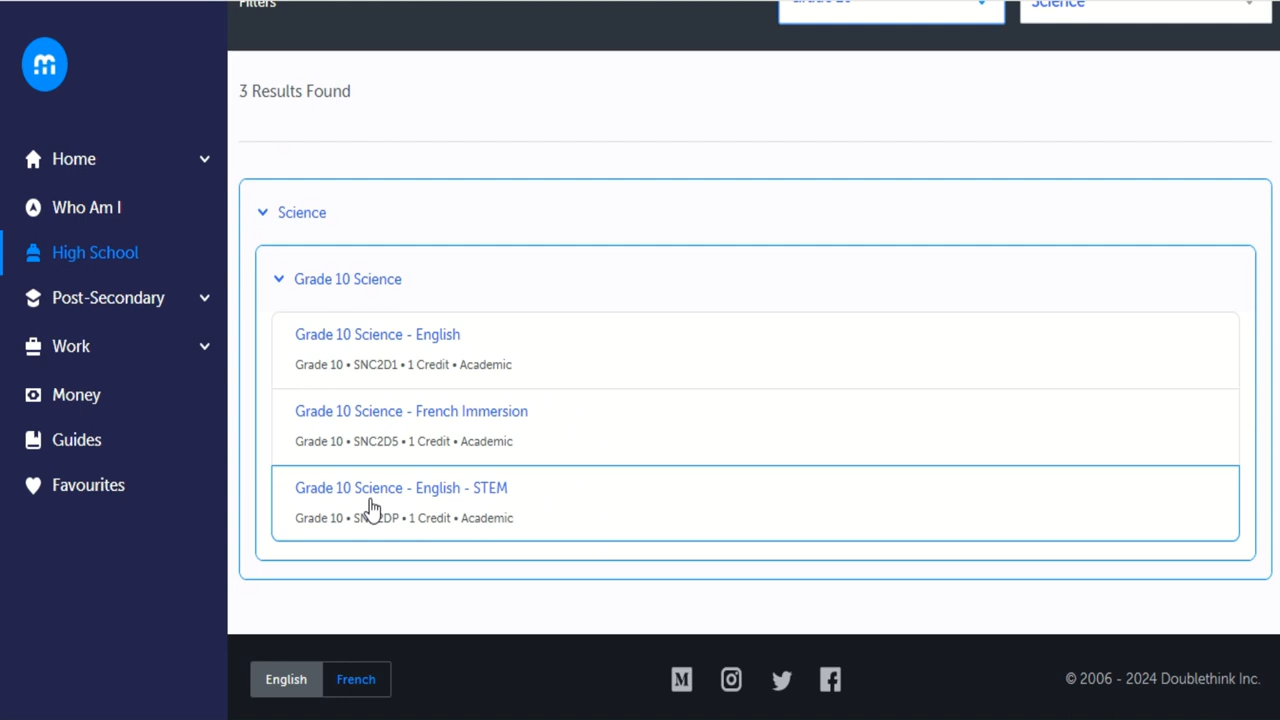 Filters
Science
3 Results Found
Home
Who Am I
High School
Post-Secondary
Work
Money
Guides
Favourites
Science
Grade 10 Science
Grade 10 Science - English
Grade 10 • SNC2D1 • 1 Credit • Academic
Grade 10 Science - French Immersion
Grade 10 • SNC2D5 • 1 Credit • Academic
Grade 10 Science - English - STEM
Grade 10 • 1 Credit • Academic
English
French
© 2006 - 2024 Doublethink Inc.